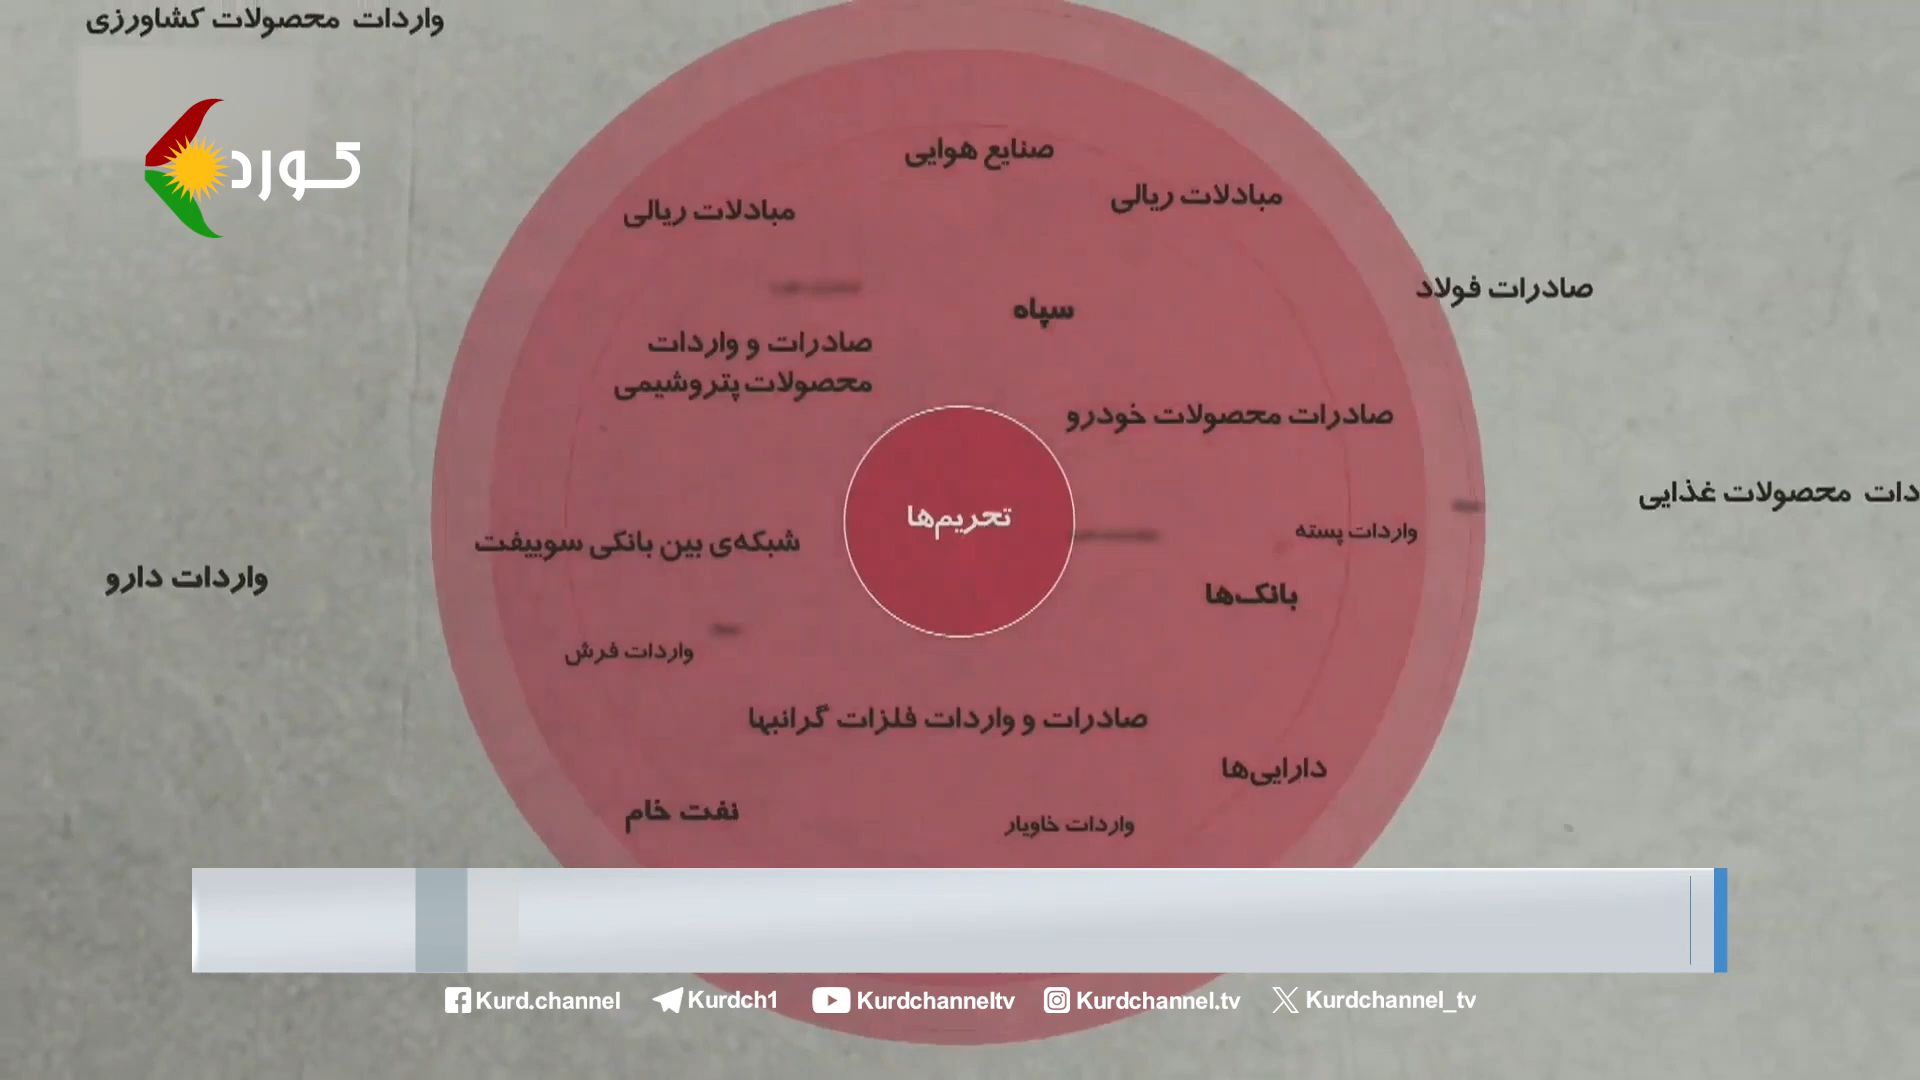 واردات محصولات کشاورزی
کورد
صنایع هوایی
مبادلات ریالی
مبادلات ریالی
صادرات فولاد
سپاه
صادرات و واردات
محصولات پتروشیمی
صادرات محصولات خودرو
دات محصولات غذایی
تحریم‌ها
واردات پسته
شبکه‌ی بین بانکی سوییفت
واردات دارو
بانک‌ها
واردات فرش
صادرات و واردات فلزات گرانبها
دارایی‌ها
نفت خام
واردات خاویار
Kurd.channel Kurdch1 Kurdchanneltv Kurdchannel.tv Kurdchannel_tv